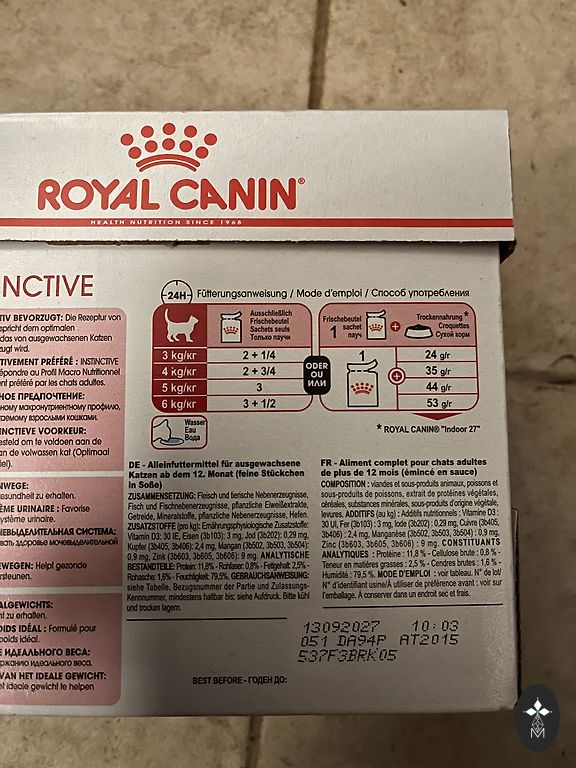 ROYAL CANIN®
HEALTH NUTRITION SINCE 1968
INCTIVE
TIV BEVORZUGT: Die Rezeptur von
spricht dem optimalen
das von ausgewachsenen Katzen
zugt wird.
CTIVEMENT PRÉFÉRÉ : INSTINCTIVE
répondre au Profil Macro Nutritionnel
ent préféré par les chats adultes.
НОЕ ПРЕДПОЧТЕНИЕ:
ному макронутриентному профилю,
таемому взрослыми кошками.
INCTIEVE VOORKEUR:
esteld om te voldoen aan de
an de volwassen kat (Optimaal
fel).
NWEGE:
esundheit zu erhalten.
ÈME URINAIRE : Favorise
système urinaire.
ЧЕВЫДЕЛИТЕЛЬНАЯ СИСТЕМА:
вать здоровье мочевыделительной
EWEGEN: Helpt gezonde
ersteunen.
ALGEWICHTS:
ht zu erhalten.
OIDS IDÉAL : Formulé pour
poids idéal.
Е ИДЕАЛЬНОГО ВЕСА:
ржанию идеального веса.
VAN HET IDEALE GEWICHT:
et ideale gewicht te helpen
24H Fütterungsanweisung / Mode d'emploi / Способ употребления
Ausschließlich
Frischebeutel
Sachets seuls
Только пауч
3 kg/кг 2 + 1/4
4 kg/кг 2 + 3/4
5 kg/кг 3
6 kg/кг 3 + 1/2
ODER
OU
ИЛИ
Frischebeutel
1 sachet
пауч
+
Trockennahrung *
Croquettes
Сухой корм
1
+
24 g/г
35 g/г
44 g/г
53 g/г
Wasser
Eau
Вода
* ROYAL CANIN® "Indoor 27"
DE - Alleinfuttermittel für ausgewachsene
Katzen ab dem 12. Monat (feine Stückchen
in Soße)
ZUSAMMENSETZUNG: Fleisch und tierische Nebenerzeugnisse,
Fisch und Fischnebenerzeugnisse, pflanzliche Eiweißextrakte,
Getreide, Mineralstoffe, pflanzliche Nebenerzeugnisse, Hefen.
ZUSATZSTOFFE (pro kg): Ernährungsphysiologische Zusatzstoffe:
Vitamin D3: 30 IE, Eisen (3b103): 3 mg, Jod (3b202): 0,29 mg,
Kupfer (3b405, 3b406): 2,4 mg, Mangan (3b502, 3b503, 3b504):
0,9 mg, Zink (3b603, 3b605, 3b606): 9 mg. ANALYTISCHE
BESTANDTEILE: Protein: 11,8% - Rohfaser: 0,8% - Fettgehalt: 2,5% -
Rohasche: 1,6% - Feuchtigkeit: 79,5%. GEBRAUCHSANWEISUNG:
siehe Tabelle. Bezugsnummer der Partie und Zulassungs-
Kennnummer, mindestens haltbar bis: siehe Aufdruck. Bitte kühl
und trocken lagern.
FR - Aliment complet pour chats adultes
de plus de 12 mois (émincé en sauce)
COMPOSITION : viandes et sous-produits animaux, poissons et
sous-produits de poissons, extrait de protéines végétales,
céréales, substances minérales, sous-produits d'origine végétale,
levures. ADDITIFS (au kg) : Additifs nutritionnels : Vitamine D3:
30 UI, Fer (3b103) : 3 mg, Iode (3b202) : 0,29 mg, Cuivre (3b405,
3b406) : 2,4 mg, Manganèse (3b502, 3b503, 3b504) : 0,9 mg,
Zinc (3b603, 3b605, 3b606) : 9 mg. CONSTITUANTS
ANALYTIQUES : Protéine : 11,8 % - Cellulose brute : 0,8 % -
Teneur en matières grasses : 2,5 % - Cendres brutes : 1,6 % -
Humidité : 79,5 %. MODE D'EMPLOI : voir tableau. N° de lot/
N° d'identification usine/À utiliser de préférence avant : voir sur
l'emballage. À conserver dans un endroit sec et frais.
13092027 10:03
051 DA94P AT2015
537F3BRK05
BEST BEFORE - ГОДЕН ДО: